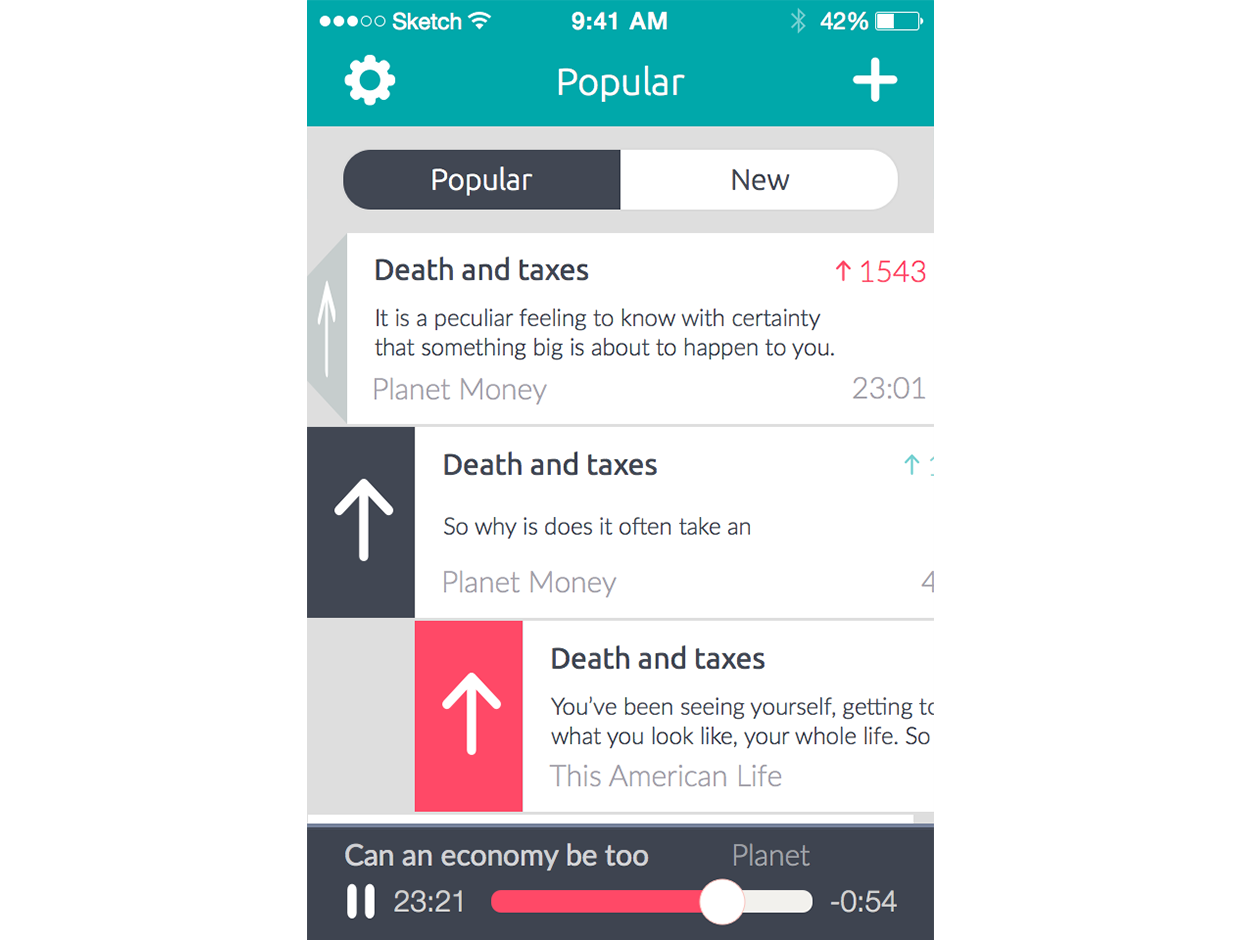 Sketch 9:41 AM 42%
Popular
Popular New
Death and taxes ↑ 1543
It is a peculiar feeling to know with certainty
that something big is about to happen to you.
Planet Money 23:01
Death and taxes ↑
So why is does it often take an
Planet Money 4
Death and taxes
You've been seeing yourself, getting to
what you look like, your whole life. So
This American Life
Can an economy be too Planet
23:21 -0:54